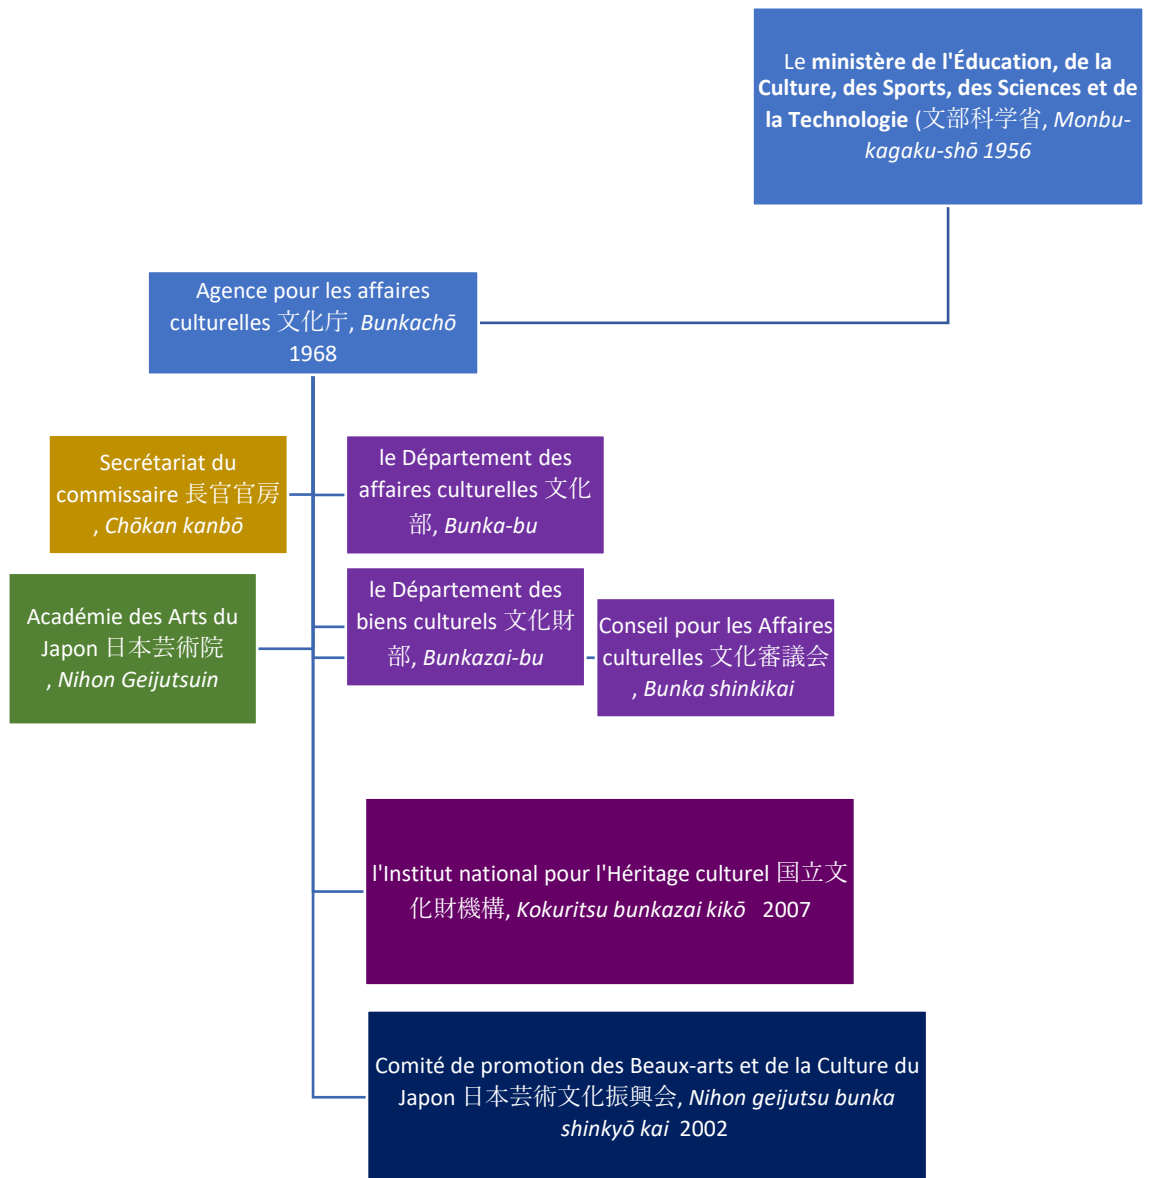 Le ministère de l'Éducation, de la
Culture, des Sports, des Sciences et de
la Technologie (文部科学省, Monbu-
kagaku-shō 1956
Agence pour les affaires
culturelles 文化庁, Bunkachō
1968
Secrétariat du
commissaire 長官官房
, Chōkan kanbō
le Département des
affaires culturelles 文化
部, Bunka-bu
Académie des Arts du
Japon 日本芸術院
, Nihon Geijutsuin
le Département des
biens culturels 文化財
部, Bunkazai-bu
Conseil pour les Affaires
culturelles 文化審議会
, Bunka shinkikai
l'Institut national pour l'Héritage culturel 国立文
化財機構, Kokuritsu bunkazai kikō 2007
Comité de promotion des Beaux-arts et de la Culture du
Japon 日本芸術文化振興会, Nihon geijutsu bunka
shinkyō kai 2002